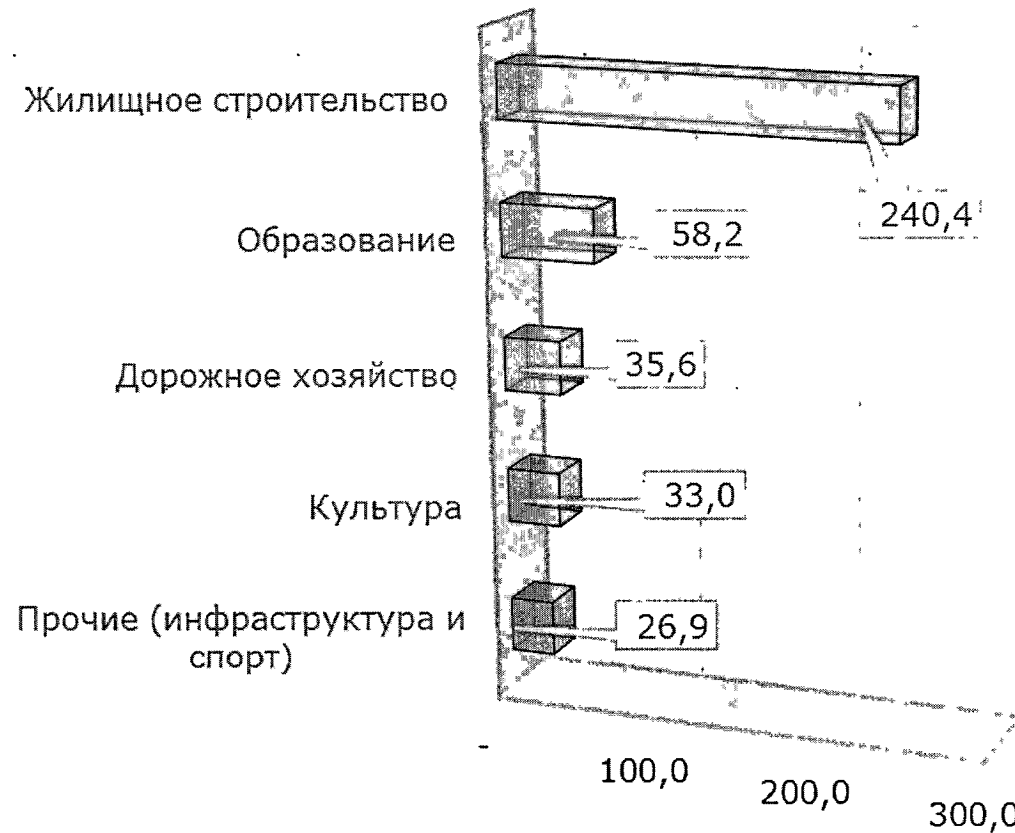 Жилищное строительство
240,4
Образование
58,2
Дорожное хозяйство
35,6
Культура
33,0
Прочие (инфраструктура и
спорт)
26,9
-
100,0
200,0
300,0